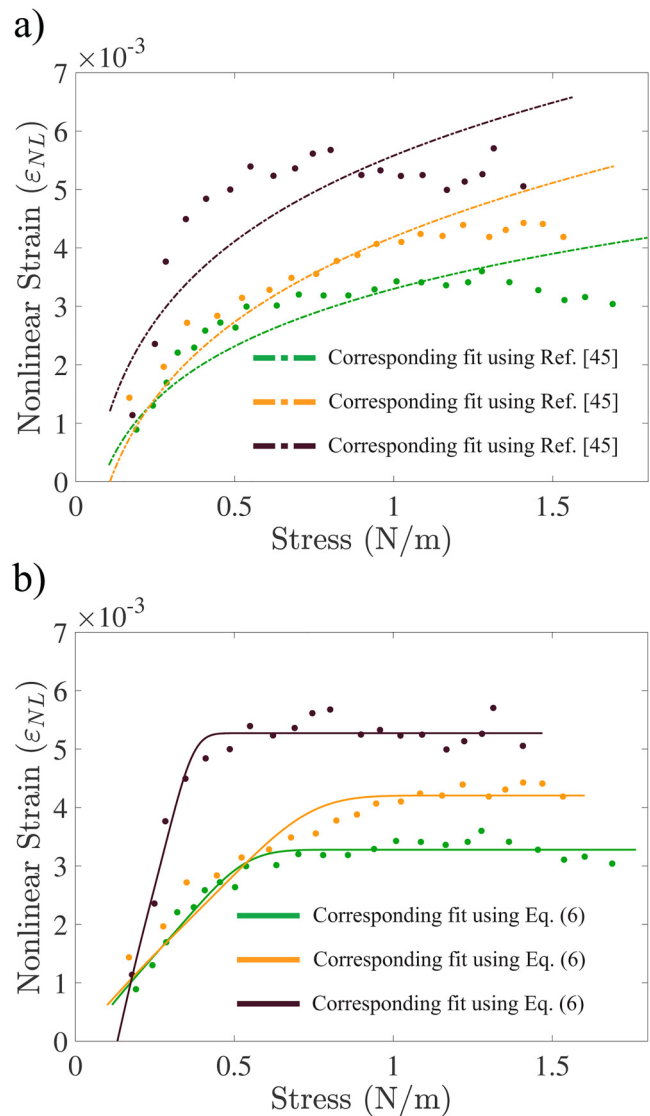 a)
×10⁻³
7
6
5
4
3
2
1
0
Nonlinear Strain (εNL)
Corresponding fit using Ref. [45]
Corresponding fit using Ref. [45]
Corresponding fit using Ref. [45]
0 0.5 1 1.5
Stress (N/m)
b)
×10⁻³
7
6
5
4
3
2
1
0
Nonlinear Strain (εNL)
Corresponding fit using Eq. (6)
Corresponding fit using Eq. (6)
Corresponding fit using Eq. (6)
0 0.5 1 1.5
Stress (N/m)